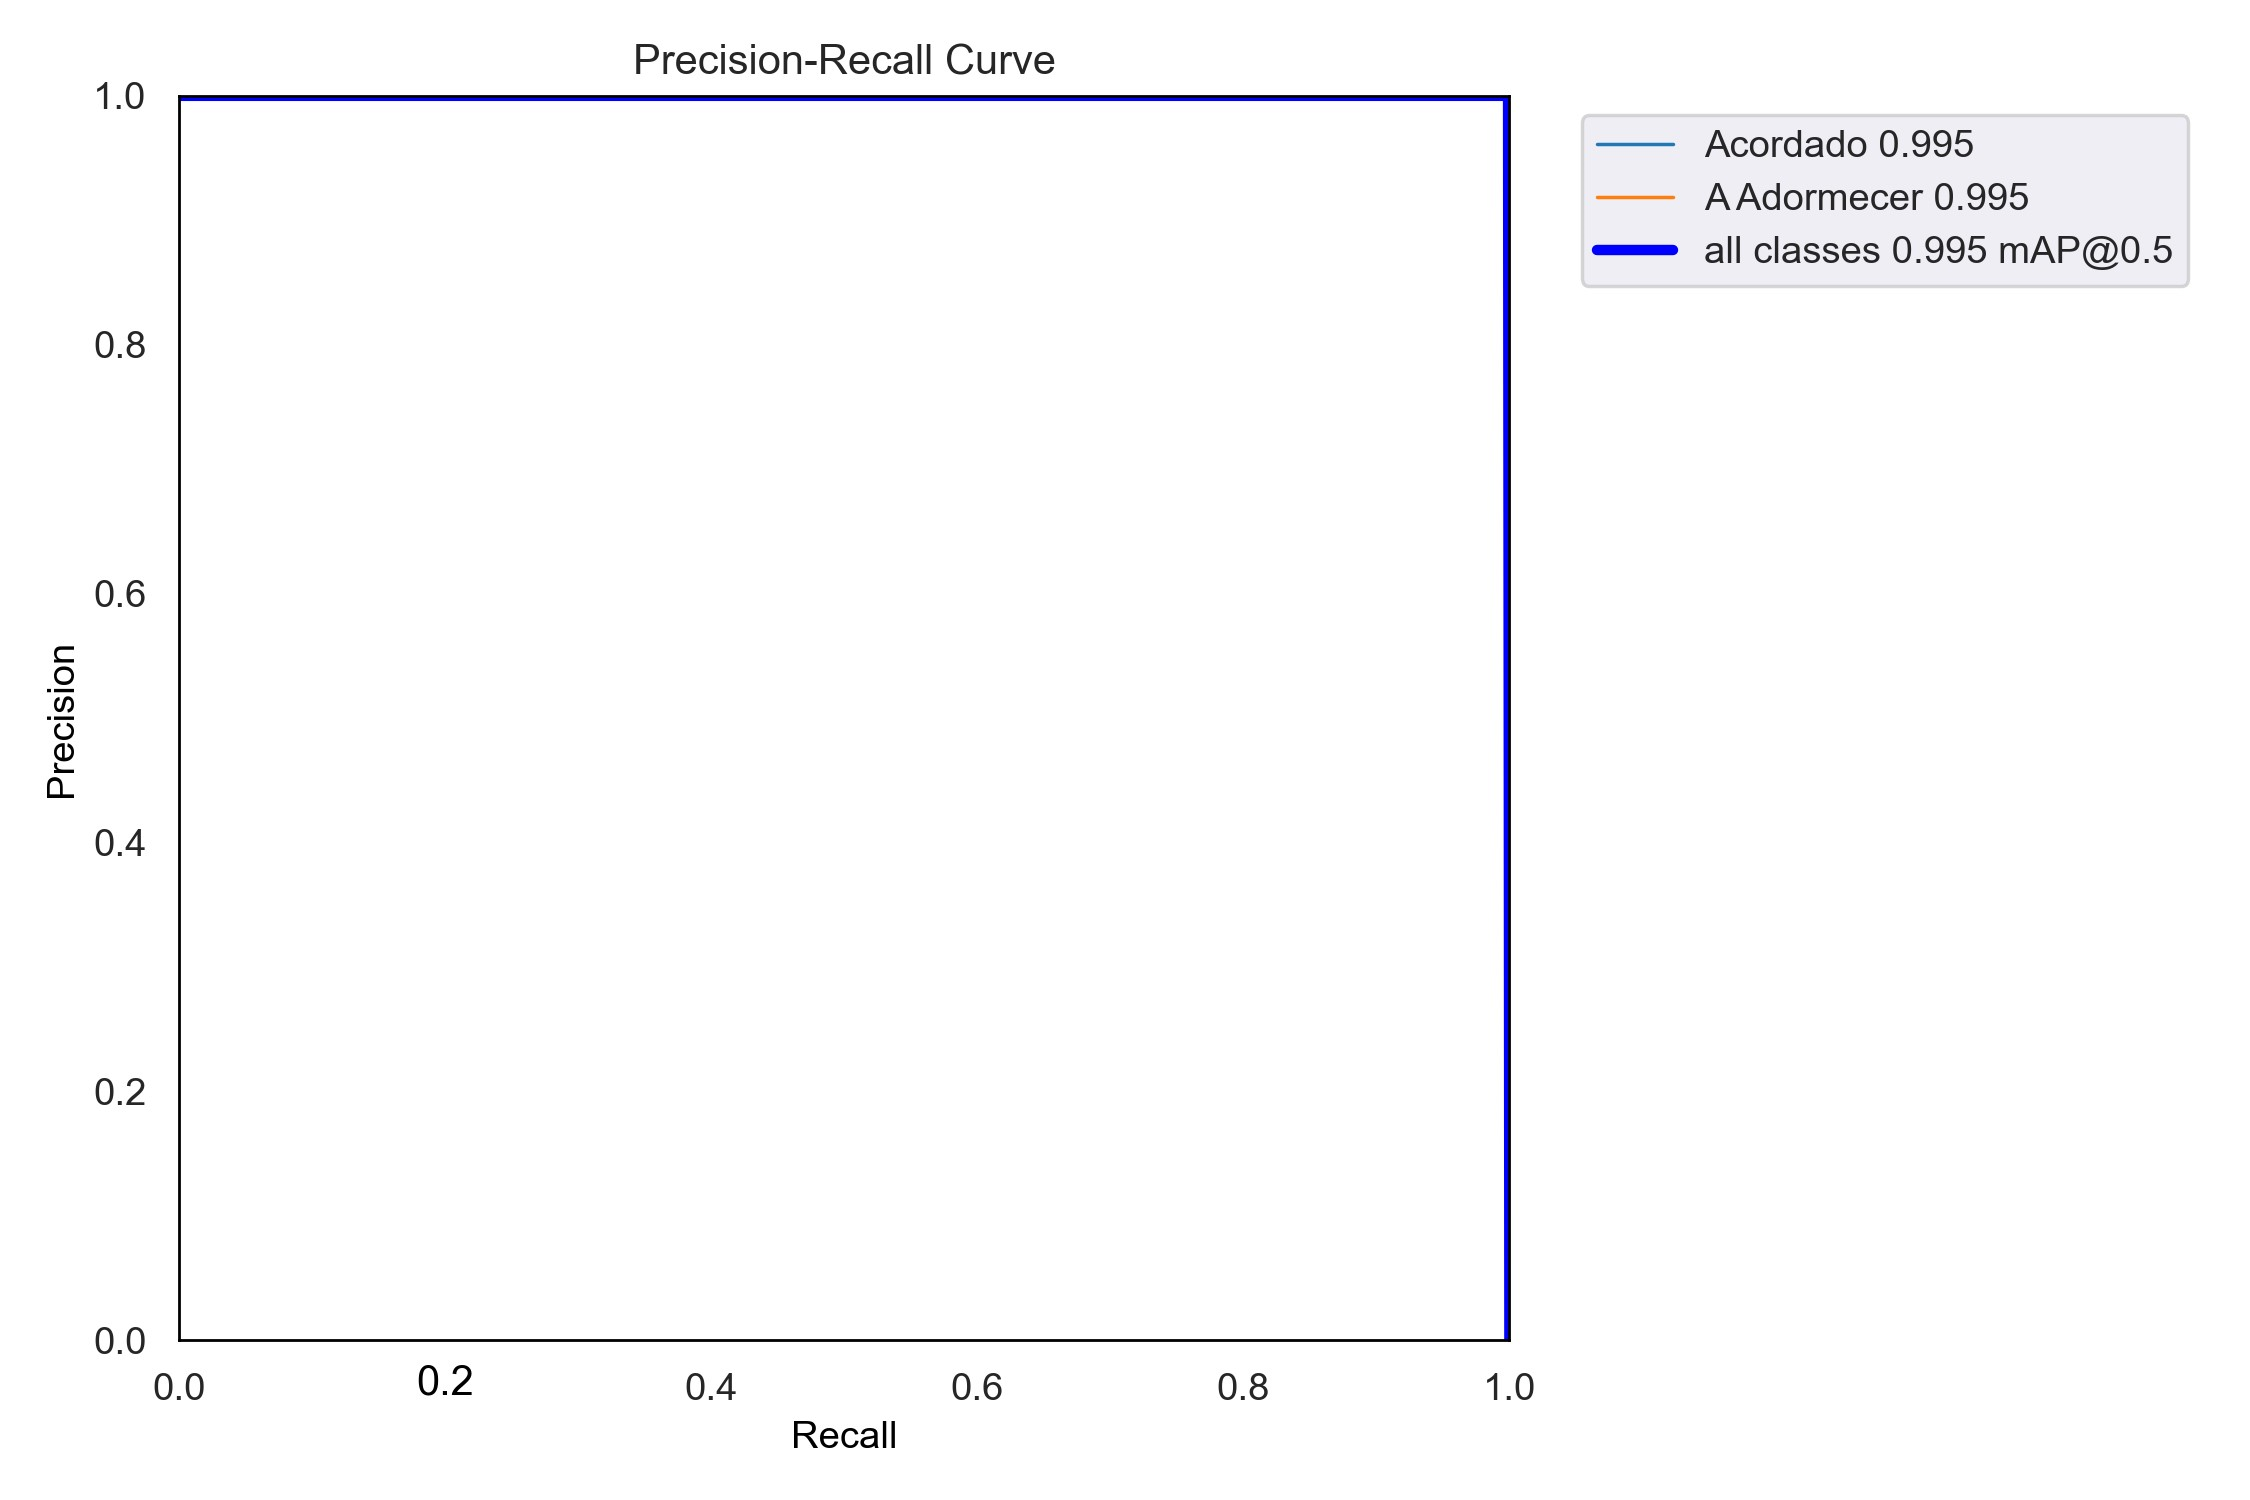 Precision-Recall Curve
1.0
0.8
0.6
0.4
0.2
0.0
Precision
0.0 0.2 0.4 0.6 0.8 1.0
Recall
Acordado 0.995
A Adormecer 0.995
all classes 0.995 mAP@0.5